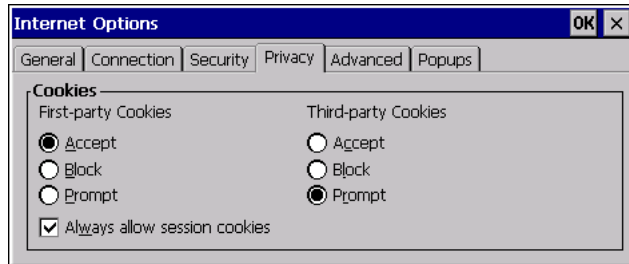 Internet Options OK ×
General Connection Security Privacy Advanced Popups
Cookies
First-party Cookies Third-party Cookies
Accept Accept
Block Block
Prompt Prompt
Always allow session cookies